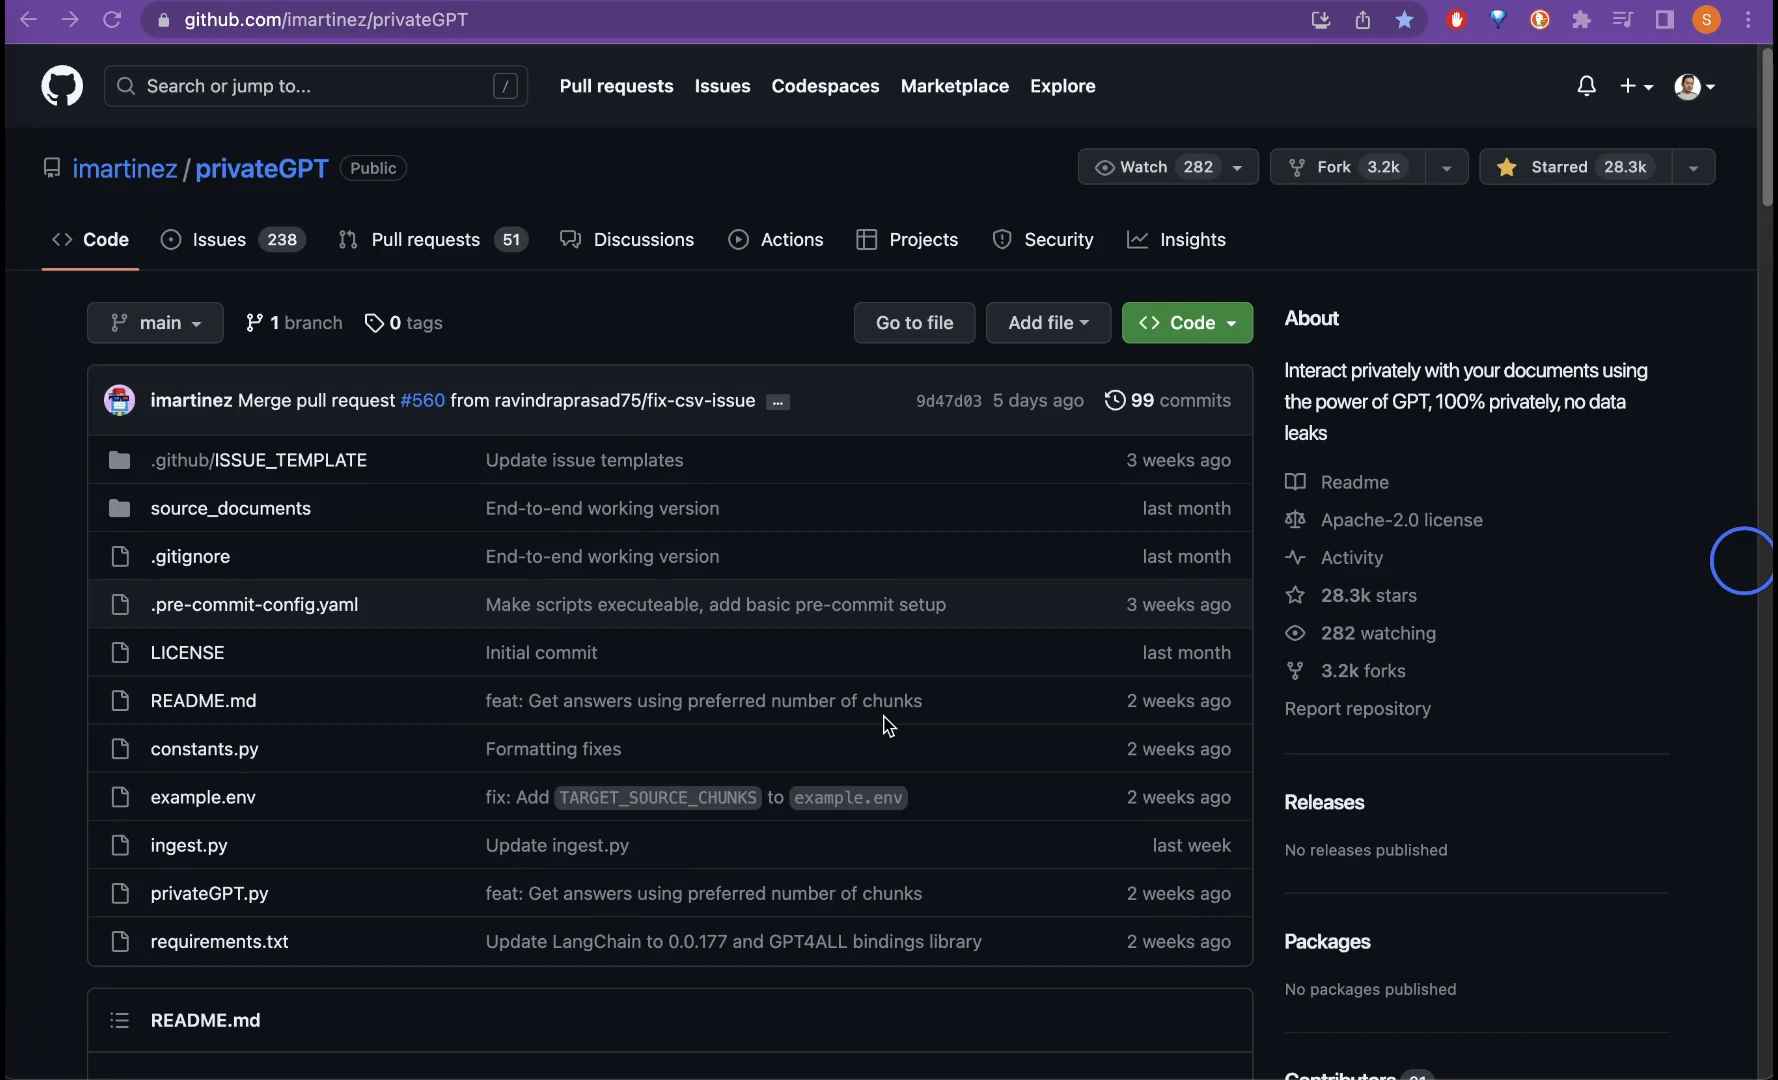 github.com/imartinez/privateGPT
S
Search or jump to...
/
Pull requests
Issues
Codespaces
Marketplace
Explore
imartinez / privateGPT
Public
Watch 282
Fork 3.2k
Starred 28.3k
Code
Issues 238
Pull requests 51
Discussions
Actions
Projects
Security
Insights
main
1 branch
0 tags
Go to file
Add file
Code
imartinez Merge pull request #560 from ravindraprasad75/fix-csv-issue ...
9d47d03 5 days ago
99 commits
.github/ISSUE_TEMPLATE
Update issue templates
3 weeks ago
source_documents
End-to-end working version
last month
.gitignore
End-to-end working version
last month
.pre-commit-config.yaml
Make scripts executeable, add basic pre-commit setup
3 weeks ago
LICENSE
Initial commit
last month
README.md
feat: Get answers using preferred number of chunks
2 weeks ago
constants.py
Formatting fixes
2 weeks ago
example.env
fix: Add TARGET_SOURCE_CHUNKS to example.env
2 weeks ago
ingest.py
Update ingest.py
last week
privateGPT.py
feat: Get answers using preferred number of chunks
2 weeks ago
requirements.txt
Update LangChain to 0.0.177 and GPT4ALL bindings library
2 weeks ago
README.md
About
Interact privately with your documents using
the power of GPT, 100% privately, no data
leaks
Readme
Apache-2.0 license
Activity
28.3k stars
282 watching
3.2k forks
Report repository
Releases
No releases published
Packages
No packages published
Contributors